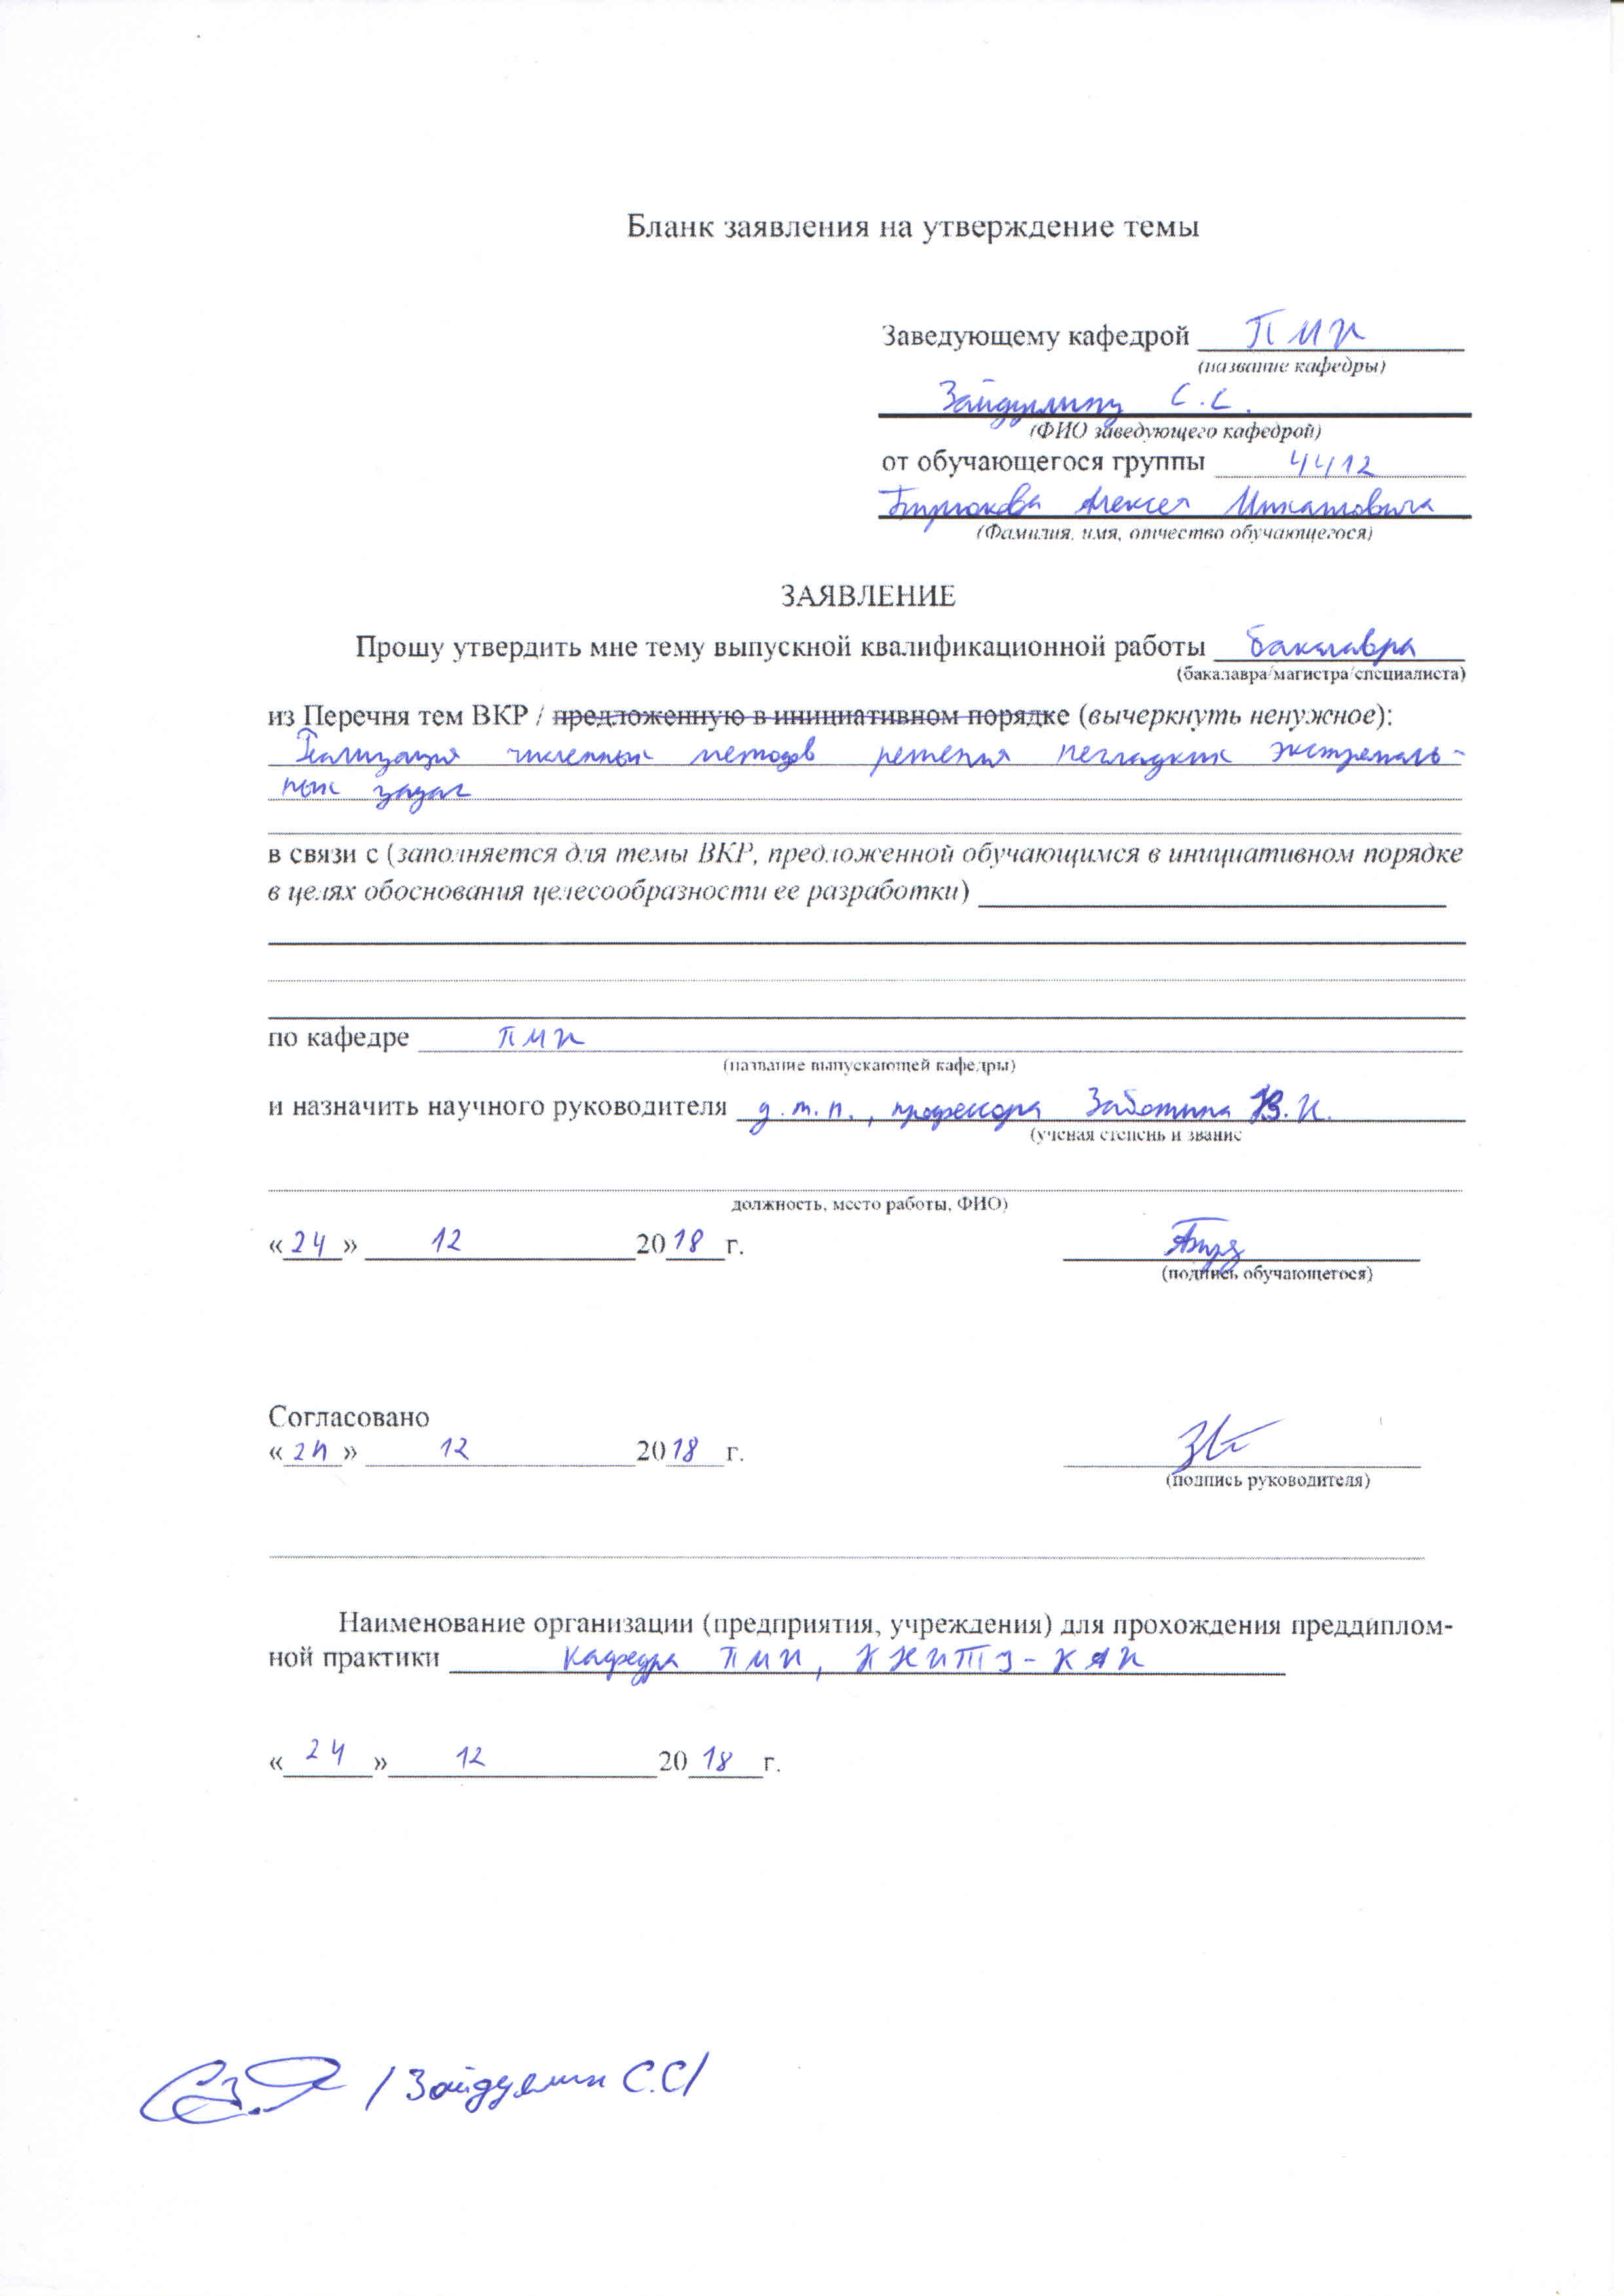 Бланк заявления на утверждение темы
Заведующему кафедрой ПМИ
(название кафедры)
Зайдуллину С.С.
(ФИО заведующего кафедрой)
от обучающегося группы 4412
Бирюкова Алексея
(Фамилия, имя, отчество обучающегося)
ЗАЯВЛЕНИЕ
Прошу утвердить мне тему выпускной квалификационной работы бакалавра
(бакалавра/магистра/специалиста)
из Перечня тем ВКР / предложенную в инициативном порядке (вычеркнуть ненужное):
Реализация численных методов решения негладких экстремаль-
ных задач
в связи с (заполняется для темы ВКР, предложенной обучающимся в инициативном порядке
в целях обоснования целесообразности ее разработки)
по кафедре ПМИ
(название выпускающей кафедры)
и назначить научного руководителя д.т.н., профессора Заботина В.И.
(ученая степень и звание
должность, место работы, ФИО)
«24» 12 2018 г.
(подпись обучающегося)
Согласовано
«24» 12 2018 г.
(подпись руководителя)
Наименование организации (предприятия, учреждения) для прохождения преддиплом-
ной практики Кафедра ПМИ, КНИТУ-КАИ
«24» 12 2018 г.
/ Зайдуллин С.С/